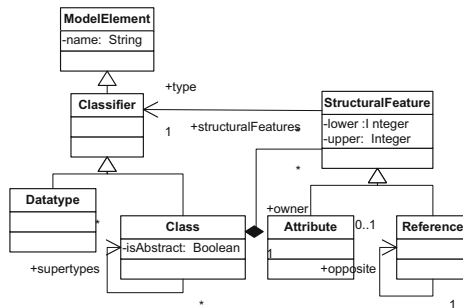 ModelElement
-name: String
Classifier
+type
StructuralFeature
-lower :I nteger
-upper: Integer
1
+structuralFeatures
*
*
Datatype
*
Class
-isAbstract: Boolean
+owner
1
Attribute
0..1
Reference
+supertypes
*
+opposite
1